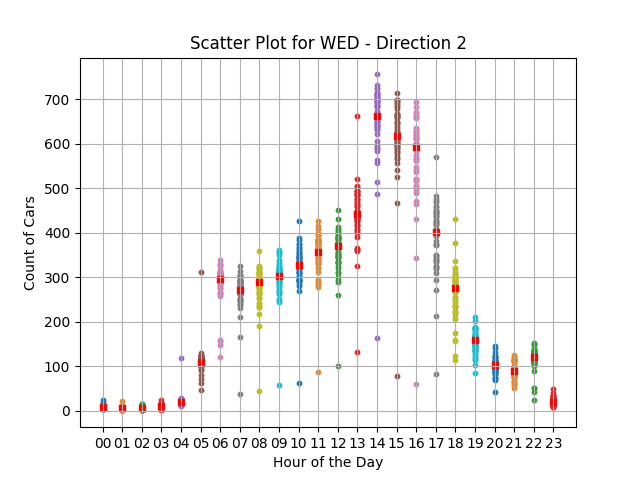 Scatter Plot for WED - Direction 2
Count of Cars
700
600
500
400
300
200
100
0
00 01 02 03 04 05 06 07 08 09 10 11 12 13 14 15 16 17 18 19 20 21 22 23
Hour of the Day